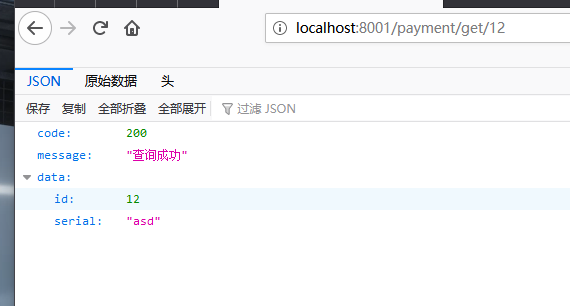 localhost:8001/payment/get/12
JSON 原始数据 头
保存 复制 全部折叠 全部展开 过滤 JSON
code: 200
message: "查询成功"
data:
id: 12
serial: "asd"